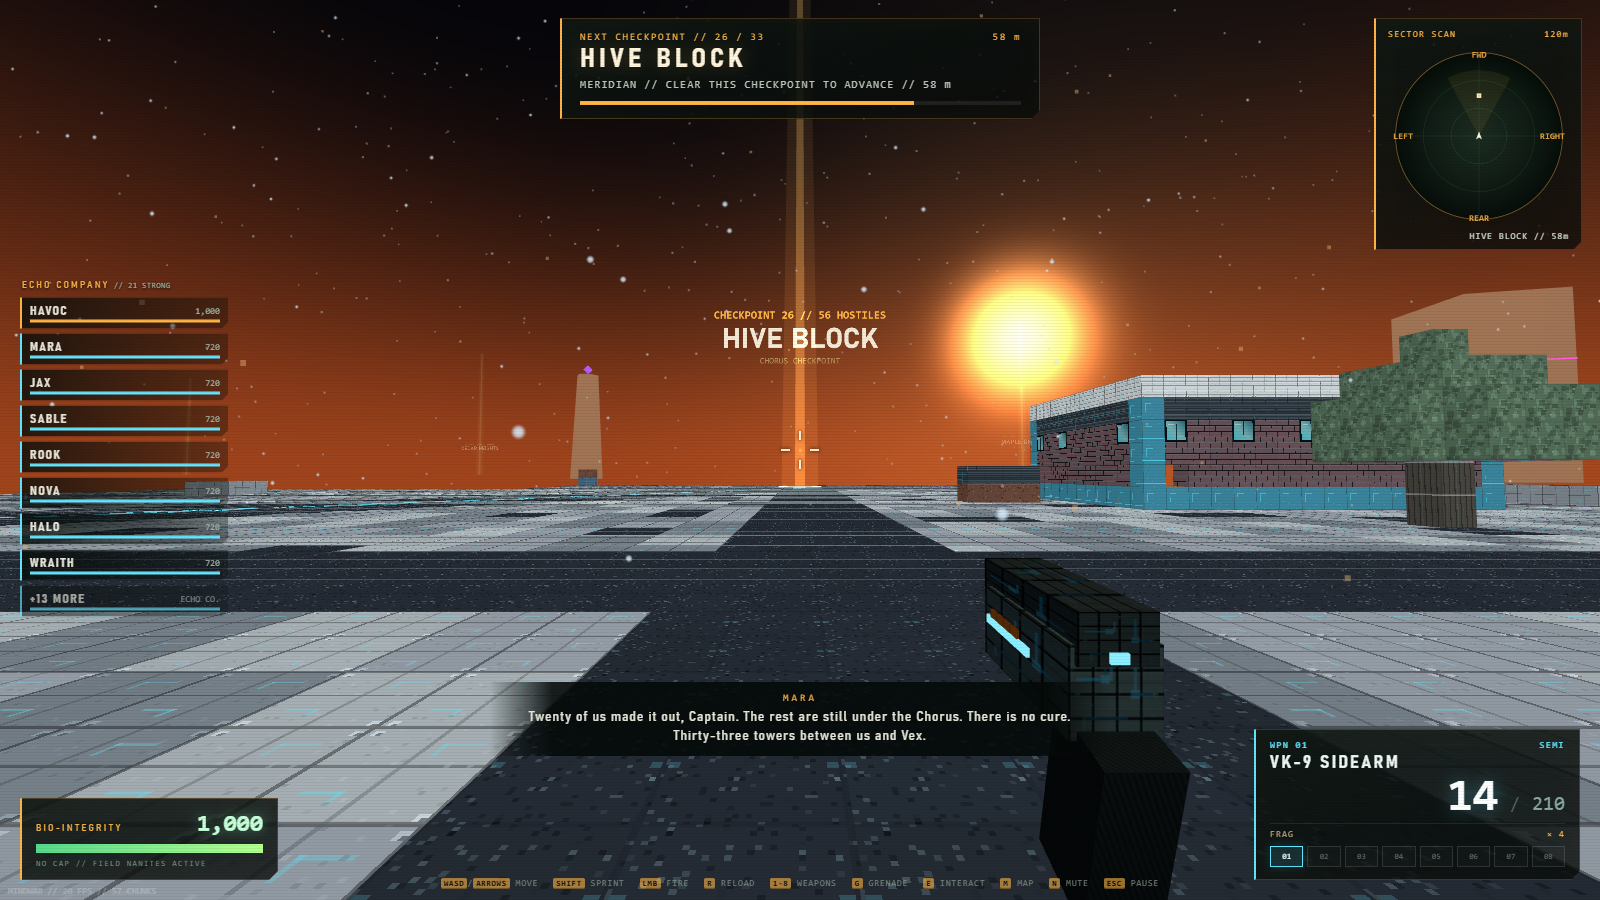 NEXT CHECKPOINT // 26 / 33
58 m
HIVE BLOCK
MERIDIAN // CLEAR THIS CHECKPOINT TO ADVANCE // 58 m
SECTOR SCAN
120m
FWD
LEFT
RIGHT
REAR
HIVE BLOCK // 58m
ECHO COMPANY // 21 STRONG
HAVOC 1,000
MARA 720
JAX 720
SABLE 720
ROOK 720
NOVA 720
HALO 720
WRAITH 720
+13 MORE ECHO CO.
CHECKPOINT 26 // 56 HOSTILES
HIVE BLOCK
CHORUS CHECKPOINT
MARA
Twenty of us made it out, Captain. The rest are still under the Chorus. There is no cure.
Thirty-three towers between us and Vex.
BIO-INTEGRITY 1,000
NO CAP // FIELD NANITES ACTIVE
WPN 01 SEMI
VK-9 SIDEARM
14 / 210
FRAG × 4
01 02 03 04 05 06 07 08
WASD/ARROWS MOVE SHIFT SPRINT LMB FIRE R RELOAD 1-8 WEAPONS G GRENADE E INTERACT M MAP N MUTE ESC PAUSE